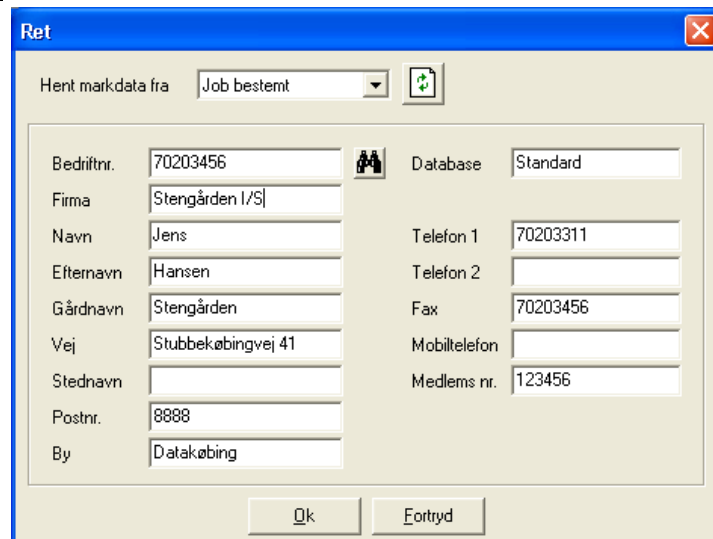 Ret
Hent markdata fra Job bestemt
Bedriftnr. 70203456 Database Standard
Firma Stengården I/S
Navn Jens Telefon 1 70203311
Efternavn Hansen Telefon 2
Gårdnavn Stengården Fax 70203456
Vej Stubbekøbingvej 41 Mobiltelefon
Stednavn Medlems nr. 123456
Postnr. 8888
By Datakøbing
Ok Fortryd